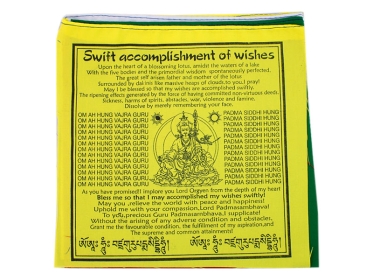 Swift accomplishment of wishes
Upon the heart of a blossoming lotus, amidst the waters of a lake
With the five bodies and the primordial wisdom spontaneously perfected,
The great self arises father and mother of the lotus
Surrounded by dakinis like massive heaps of clouds, to you,I pray!
May I be blessed so that my wishes are accomplished swiftly.
The ripening effects generated by the force of having committed non-virtuous deeds,
Sickness, harms of spirits, obstacles, war, violence and famine.
Disolve by merely remembering your face.
OM AH HUNG VAJRA GURU PADMA SIDDHI HUNG
OM AH HUNG VAJRA GURU PADMA SIDDHI HUNG
OM AH HUNG VAJRA GURU PADMA SIDDHI HUNG
OM AH HUNG VAJRA GURU PADMA SIDDHI HUNG
OM AH HUNG VAJRA GURU PADMA SIDDHI HUNG
OM AH HUNG VAJRA GURU PADMA SIDDHI HUNG
OM AH HUNG VAJRA GURU PADMA SIDDHI HUNG
OM AH HUNG VAJRA GURU PADMA SIDDHI HUNG
OM AH HUNG VAJRA GURU PADMA SIDDHI HUNG
As you have promised(I implore you Lord Orgyen from the depth of my heart
Bless me so that I may accomplished my wishes swiftly!
May you ,relieve the world with peace and happiness!
Uphold me with your compassion,Lord Padmasambhava!
To you,precious Guru Padmasambhava,I supplicate!
Without the arising of any adverse condition and obstacles,
Grant me the favourable condition, the fulfillment of my aspiration,and
The supreme and common attainments!
ༀ་ཨཱཿ་ཧཱུྃ་བཛྲ་གུ་རུ་པདྨ་སིདྡྷི་ཧཱུྃ།